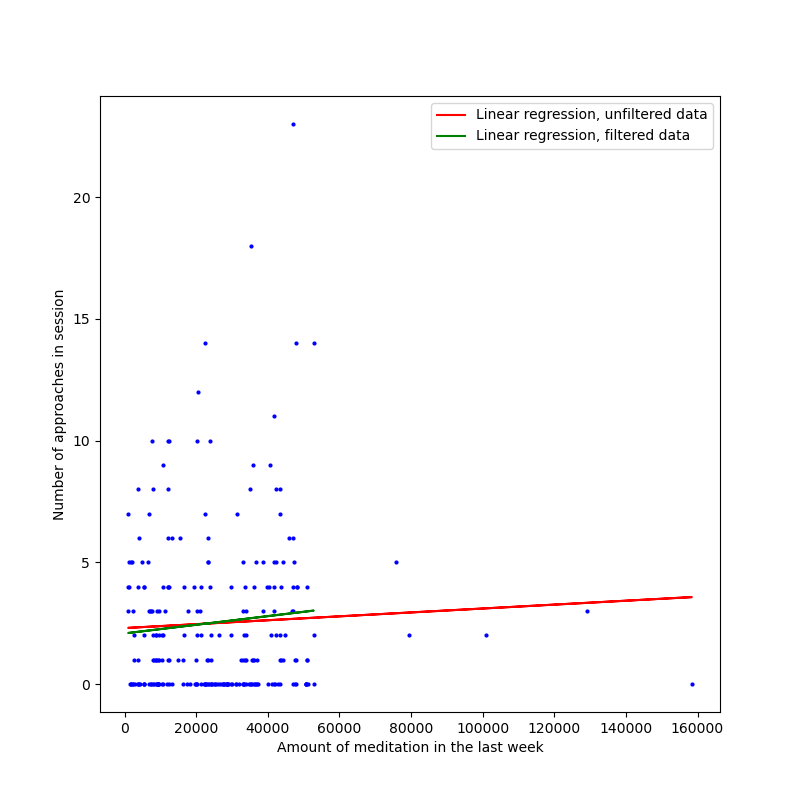 Linear regression, unfiltered data
Linear regression, filtered data
20
15
10
5
0
Number of approaches in session
0 20000 40000 60000 80000 100000 120000 140000 160000
Amount of meditation in the last week